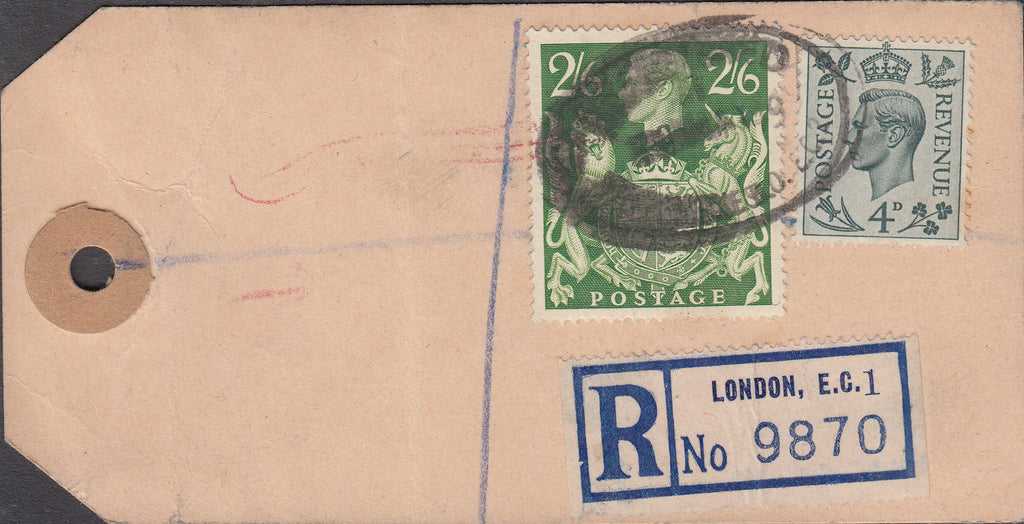 2/6 2/6
POSTAGE
POSTAGE REVENUE
4D
R
LONDON, E.C.1
No 9870